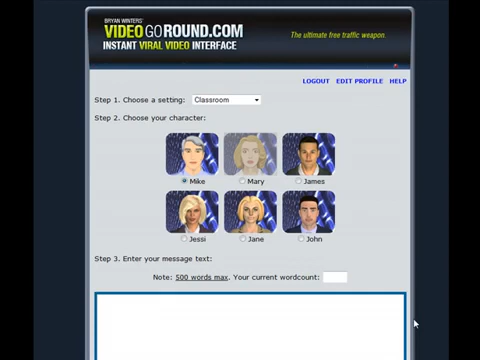 BRYAN WINTERS'
VIDEOGOROUND.COM
INSTANT VIRAL VIDEO INTERFACE
The ultimate free traffic weapon.
LOGOUT EDIT PROFILE HELP
Step 1. Choose a setting: Classroom
Step 2. Choose your character:
Mike Mary James
Jessi Jane John
Step 3. Enter your message text:
Note: 500 words max. Your current wordcount: